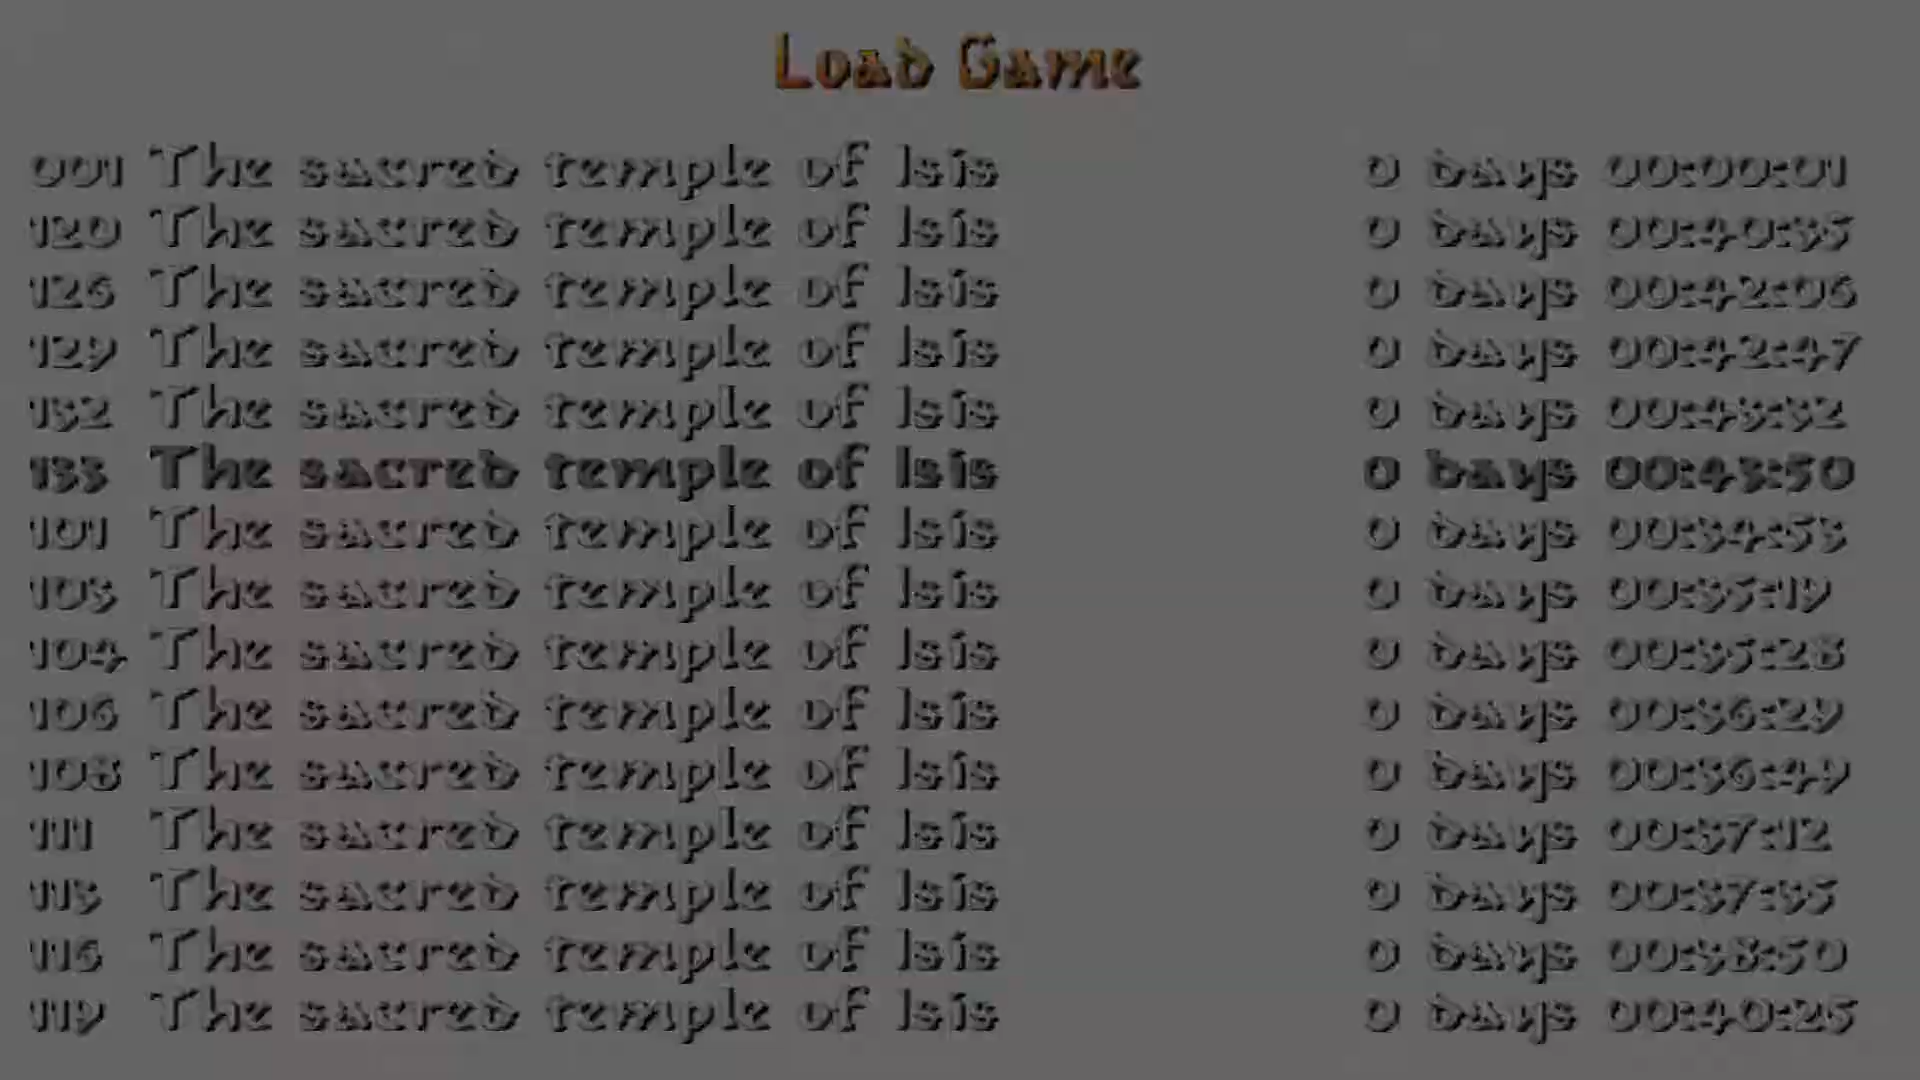 Load Game
001 The sacred temple of Isis 0 days 00:00:01
120 The sacred temple of Isis 0 days 00:40:35
126 The sacred temple of Isis 0 days 00:42:06
129 The sacred temple of Isis 0 days 00:42:47
132 The sacred temple of Isis 0 days 00:43:32
133 The sacred temple of Isis 0 days 00:43:50
101 The sacred temple of Isis 0 days 00:34:53
103 The sacred temple of Isis 0 days 00:35:19
104 The sacred temple of Isis 0 days 00:35:28
106 The sacred temple of Isis 0 days 00:36:29
108 The sacred temple of Isis 0 days 00:36:49
111 The sacred temple of Isis 0 days 00:37:12
113 The sacred temple of Isis 0 days 00:37:35
116 The sacred temple of Isis 0 days 00:38:50
119 The sacred temple of Isis 0 days 00:40:25